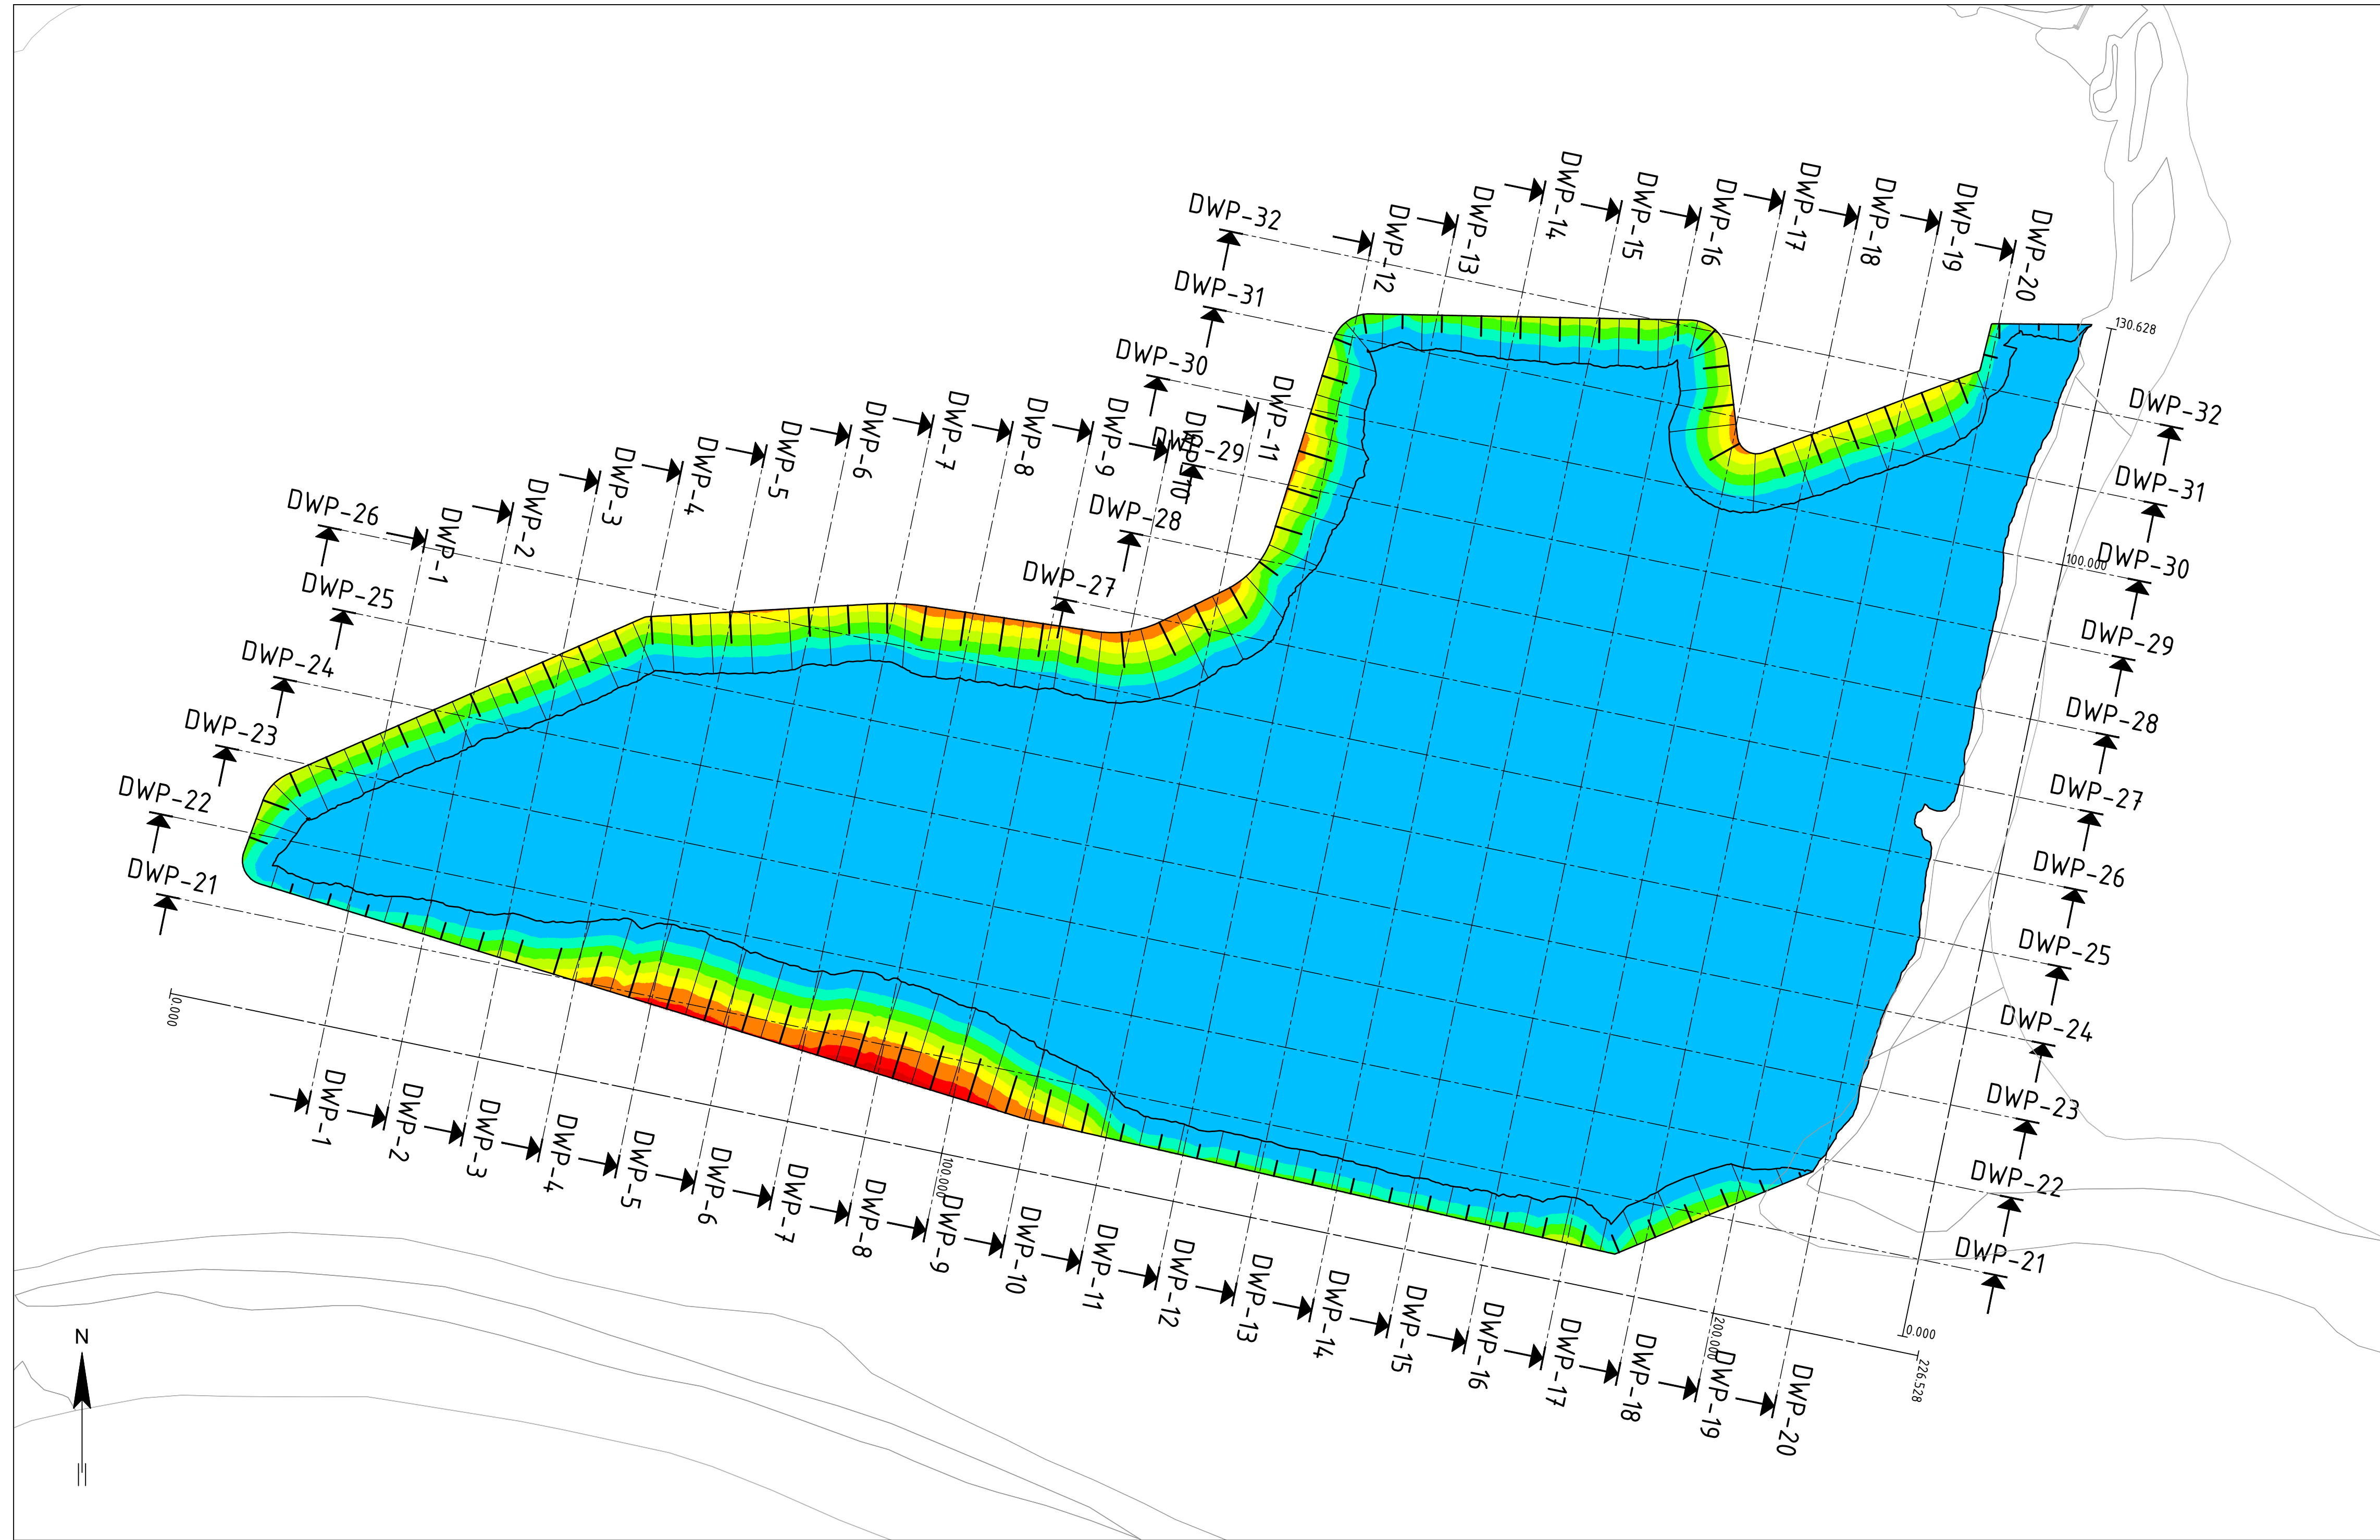 DWP-14
DWP-15
DWP-16
DWP-17
DWP-18
DWP-19
DWP-20
DWP-13
DWP-12
DWP-32
DWP-31
DWP-30
DWP-29
DWP-28
DWP-27
DWP-11
DWP-10
DWP-9
DWP-8
DWP-7
DWP-6
DWP-5
DWP-4
DWP-3
DWP-2
DWP-1
DWP-26
DWP-25
DWP-24
DWP-23
DWP-22
DWP-21
130.628
DWP-32
DWP-31
100.000
DWP-30
DWP-29
DWP-28
DWP-27
DWP-26
DWP-25
DWP-24
DWP-23
DWP-22
DWP-21
0.000
226.528
0.000
DWP-1
DWP-2
DWP-3
DWP-4
DWP-5
DWP-6
DWP-7
DWP-8
100.000
DWP-9
DWP-10
DWP-11
DWP-12
DWP-13
DWP-14
DWP-15
DWP-16
DWP-17
DWP-18
200.000
DWP-19
DWP-20
N